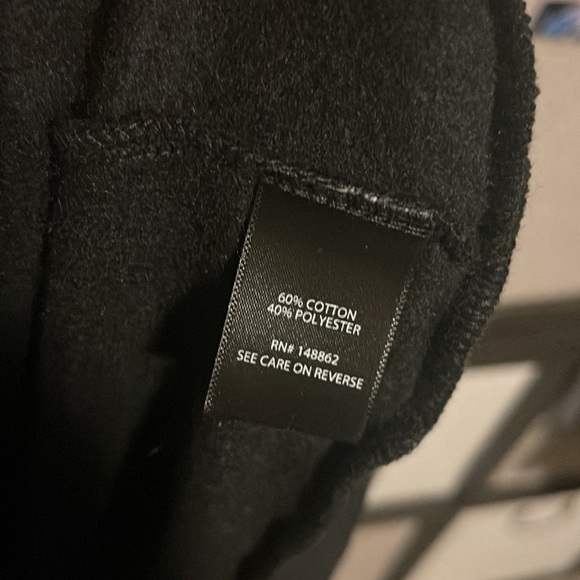 60% COTTON
40% POLYESTER
RN# 148862
SEE CARE ON REVERSE